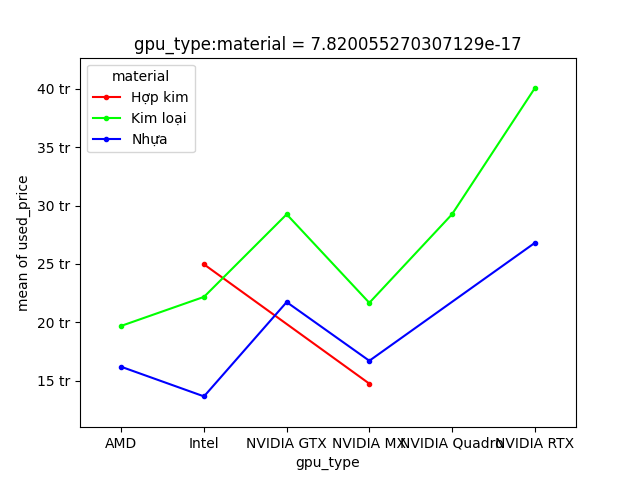 gpu_type:material = 7.820055270307129e-17
material
Hợp kim
Kim loại
Nhựa
mean of used_price
40 tr
35 tr
30 tr
25 tr
20 tr
15 tr
AMD Intel NVIDIA GTX NVIDIA MX NVIDIA Quadro NVIDIA RTX
gpu_type